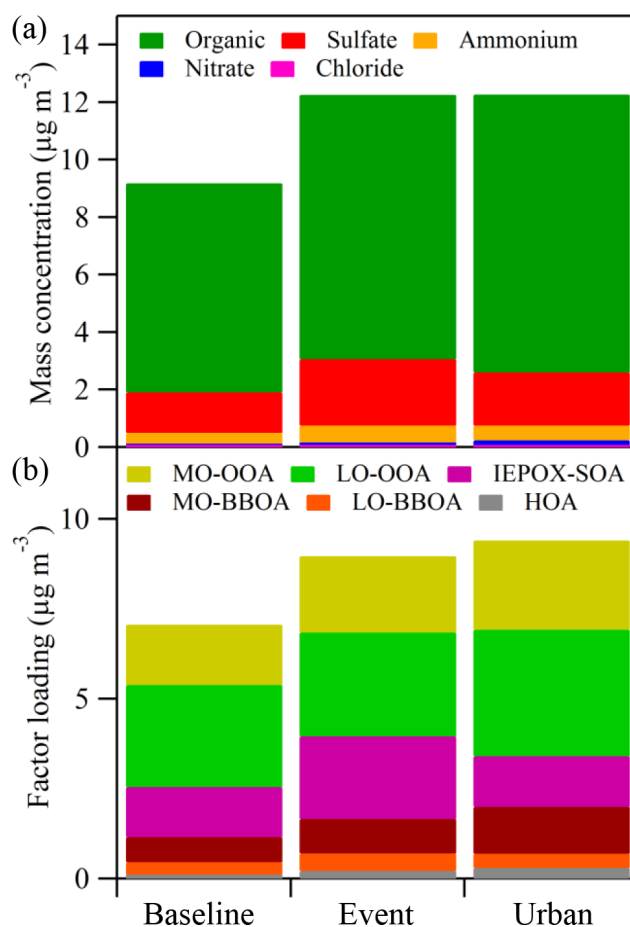 (a)
14
12
10
8
6
4
2
0
Mass concentration (µg m⁻³)
Organic Sulfate Ammonium
Nitrate Chloride
(b)
MO-OOA LO-OOA IEPOX-SOA
MO-BBOA LO-BBOA HOA
10
5
0
Factor loading (µg m⁻³)
Baseline Event Urban